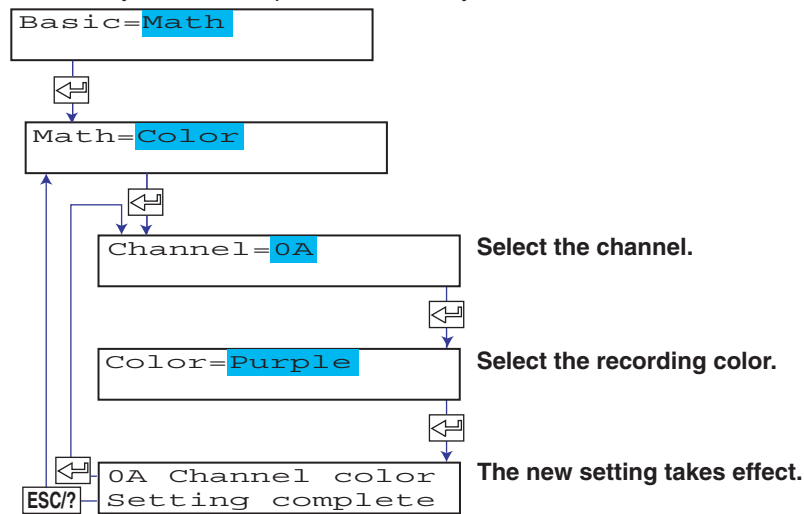 Basic=Math
Math=Color
Channel=0A
Select the channel.
Color=Purple
Select the recording color.
0A Channel color
Setting complete
The new setting takes effect.
ESC/?